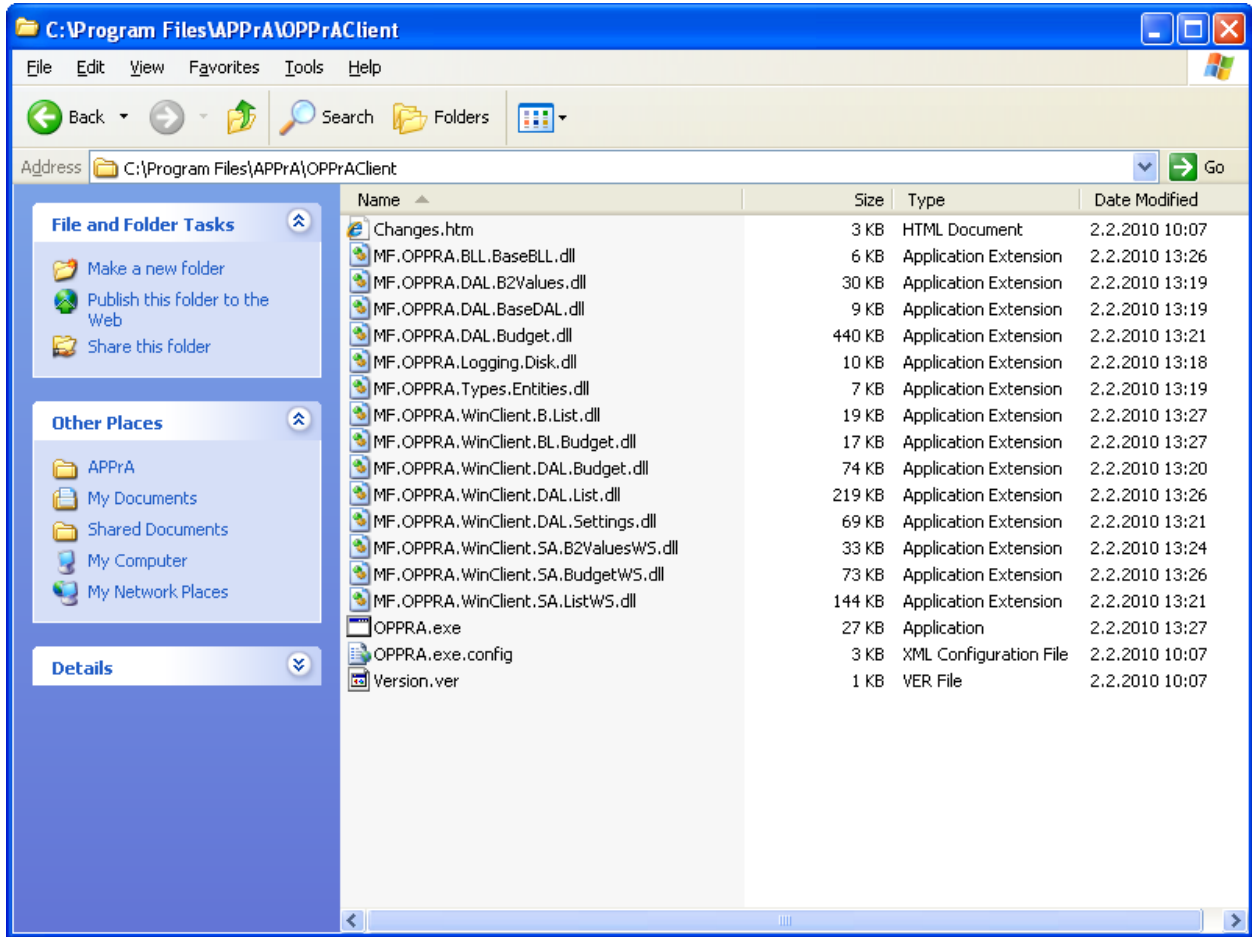 C:\Program Files\APPrA\OPPrAClient
File Edit View Favorites Tools Help
Back Search Folders
Address C:\Program Files\APPrA\OPPrAClient Go
File and Folder Tasks
Make a new folder
Publish this folder to the
Web
Share this folder
Other Places
APPrA
My Documents
Shared Documents
My Computer
My Network Places
Details
Name Size Type Date Modified
Changes.htm 3 KB HTML Document 2.2.2010 10:07
MF.OPPRA.BLL.BaseBLL.dll 6 KB Application Extension 2.2.2010 13:26
MF.OPPRA.DAL.B2Values.dll 30 KB Application Extension 2.2.2010 13:19
MF.OPPRA.DAL.BaseDAL.dll 9 KB Application Extension 2.2.2010 13:19
MF.OPPRA.DAL.Budget.dll 440 KB Application Extension 2.2.2010 13:21
MF.OPPRA.Logging.Disk.dll 10 KB Application Extension 2.2.2010 13:18
MF.OPPRA.Types.Entities.dll 7 KB Application Extension 2.2.2010 13:19
MF.OPPRA.WinClient.B.List.dll 19 KB Application Extension 2.2.2010 13:27
MF.OPPRA.WinClient.BL.Budget.dll 17 KB Application Extension 2.2.2010 13:27
MF.OPPRA.WinClient.DAL.Budget.dll 74 KB Application Extension 2.2.2010 13:20
MF.OPPRA.WinClient.DAL.List.dll 219 KB Application Extension 2.2.2010 13:26
MF.OPPRA.WinClient.DAL.Settings.dll 69 KB Application Extension 2.2.2010 13:21
MF.OPPRA.WinClient.SA.B2ValuesWS.dll 33 KB Application Extension 2.2.2010 13:24
MF.OPPRA.WinClient.SA.BudgetWS.dll 73 KB Application Extension 2.2.2010 13:26
MF.OPPRA.WinClient.SA.ListWS.dll 144 KB Application Extension 2.2.2010 13:21
OPPRA.exe 27 KB Application 2.2.2010 13:27
OPPRA.exe.config 3 KB XML Configuration File 2.2.2010 10:07
Version.ver 1 KB VER File 2.2.2010 10:07